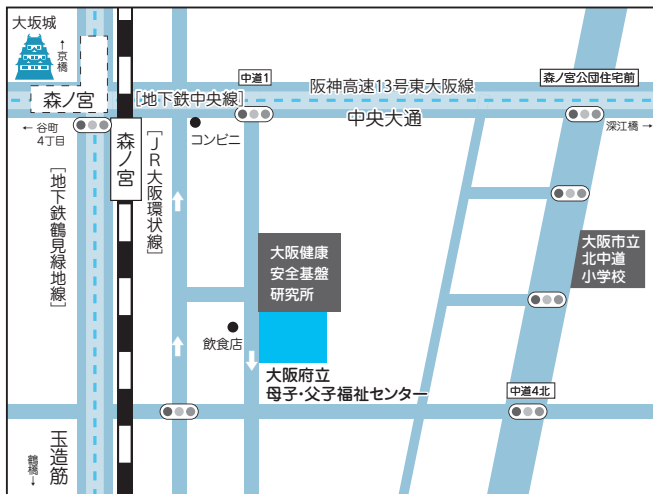 大坂城
←京橋
中道1
阪神高速13号東大阪線
森ノ宮公団住宅前
森ノ宮
[地下鉄中央線]
中央大通
← 谷町
4丁目
コンビニ
深江橋→
森ノ宮
[JR大阪環状線]
[地下鉄鶴見緑地線]
大阪健康
安全基盤
研究所
大阪市立
北中道
小学校
飲食店
大阪府立
母子・父子福祉センター
中道4北
玉造筋
鶴橋→